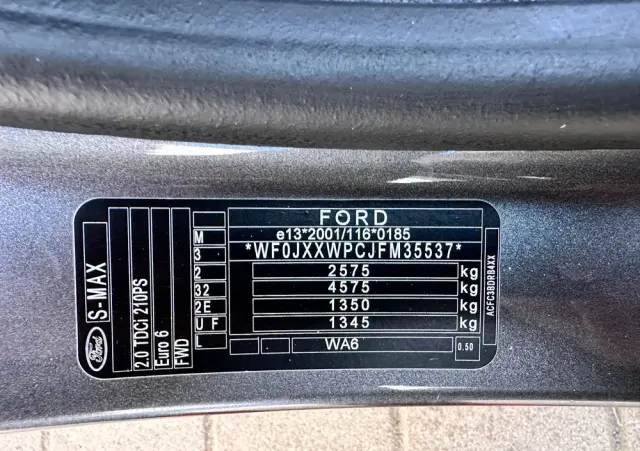 FORD
M e13*2001/116*0185
3 *WF0JXXWPCJFM35537*
2 2575 kg
32 4575 kg
2E 1350 kg
U F 1345 kg
L WA6 0.50
Ford
S-MAX
2.0 TDCi 210PS
Euro 6
FWD
ACFC3BDRB4XX